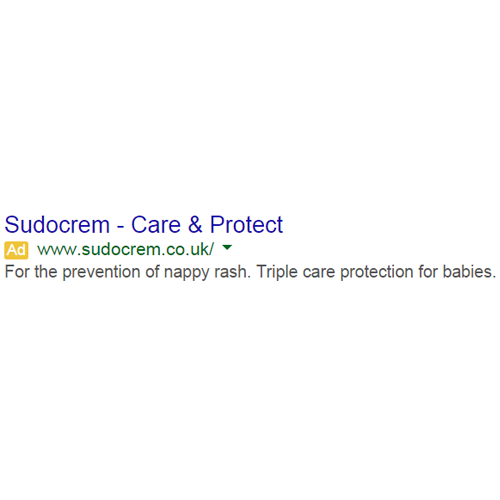 Sudocrem - Care & Protect
Ad www.sudocrem.co.uk/
For the prevention of nappy rash. Triple care protection for babies.